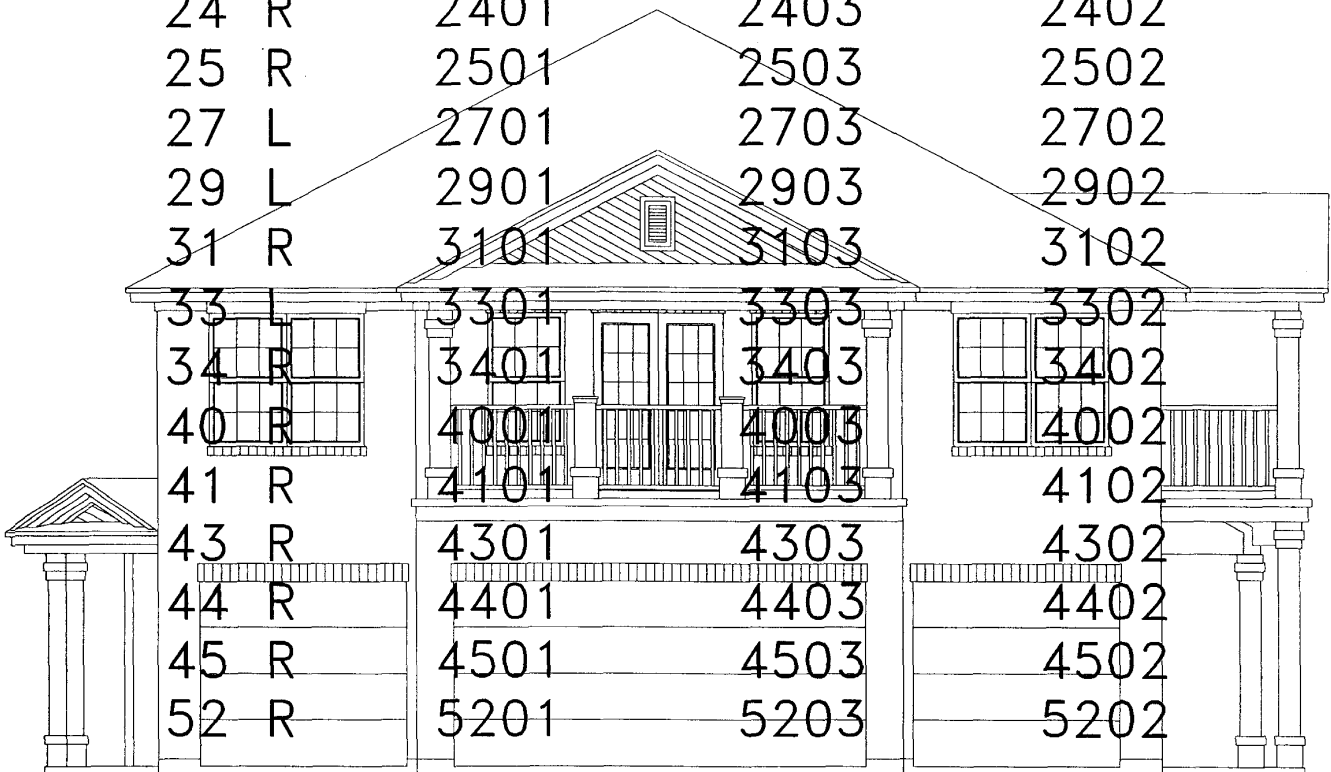 24 R 2401 2403 2402
25 R 2501 2503 2502
27 L 2701 2703 2702
29 L 2901 2903 2902
31 R 3101 3103 3102
33 L 3301 3303 3302
34 R 3401 3403 3402
40 R 4001 4003 4002
41 R 4101 4103 4102
43 R 4301 4303 4302
44 R 4401 4403 4402
45 R 4501 4503 4502
52 R 5201 5203 5202